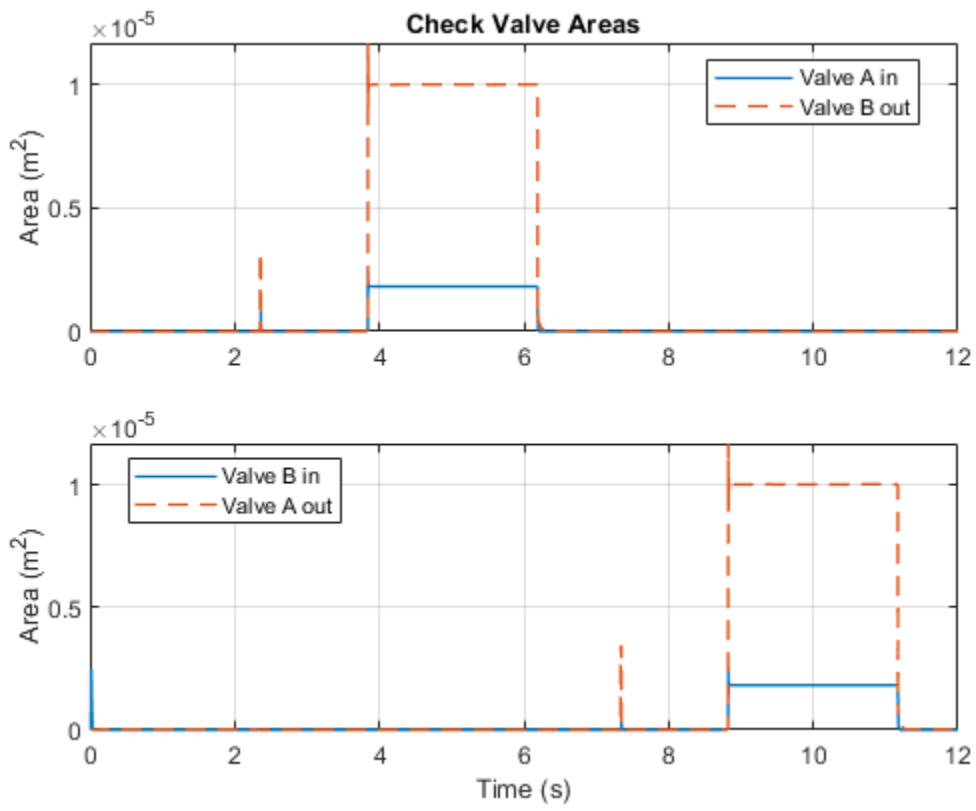 Check Valve Areas
×10⁻⁵
Area (m²)
1
0.5
0
0 2 4 6 8 10 12
Valve A in
Valve B out
×10⁻⁵
Area (m²)
1
0.5
0
0 2 4 6 8 10 12
Valve B in
Valve A out
Time (s)